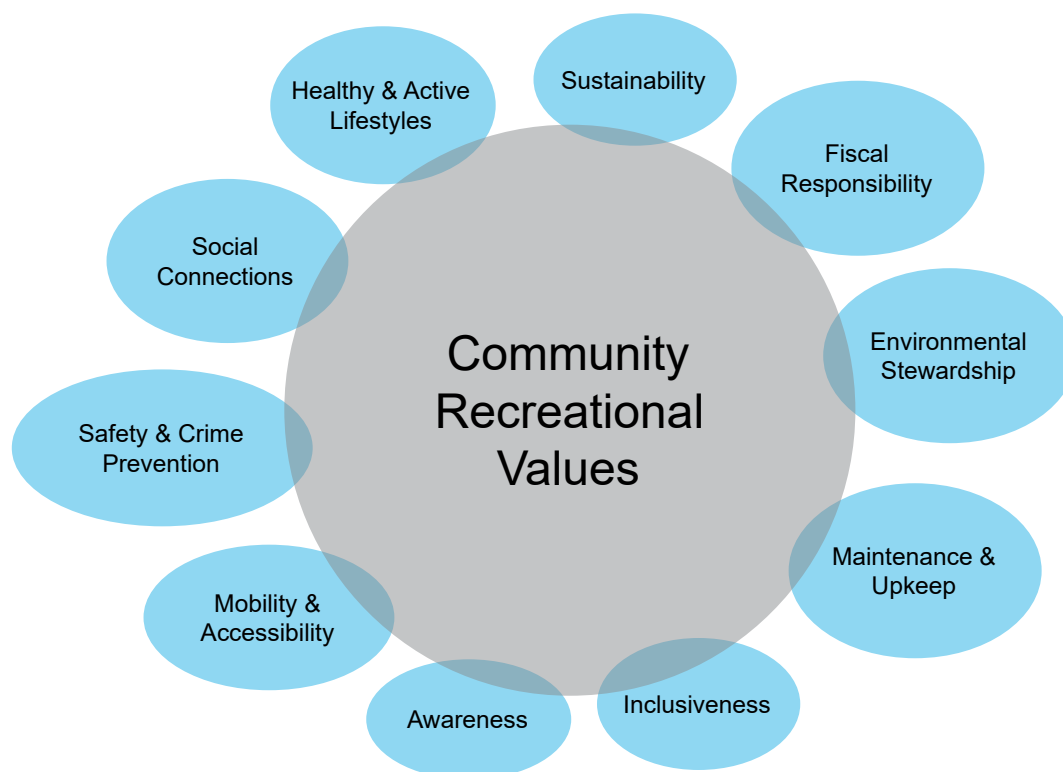 Healthy & Active
Lifestyles
Sustainability
Fiscal
Responsibility
Social
Connections
Environmental
Stewardship
Community
Recreational
Values
Safety & Crime
Prevention
Maintenance &
Upkeep
Mobility &
Accessibility
Awareness
Inclusiveness